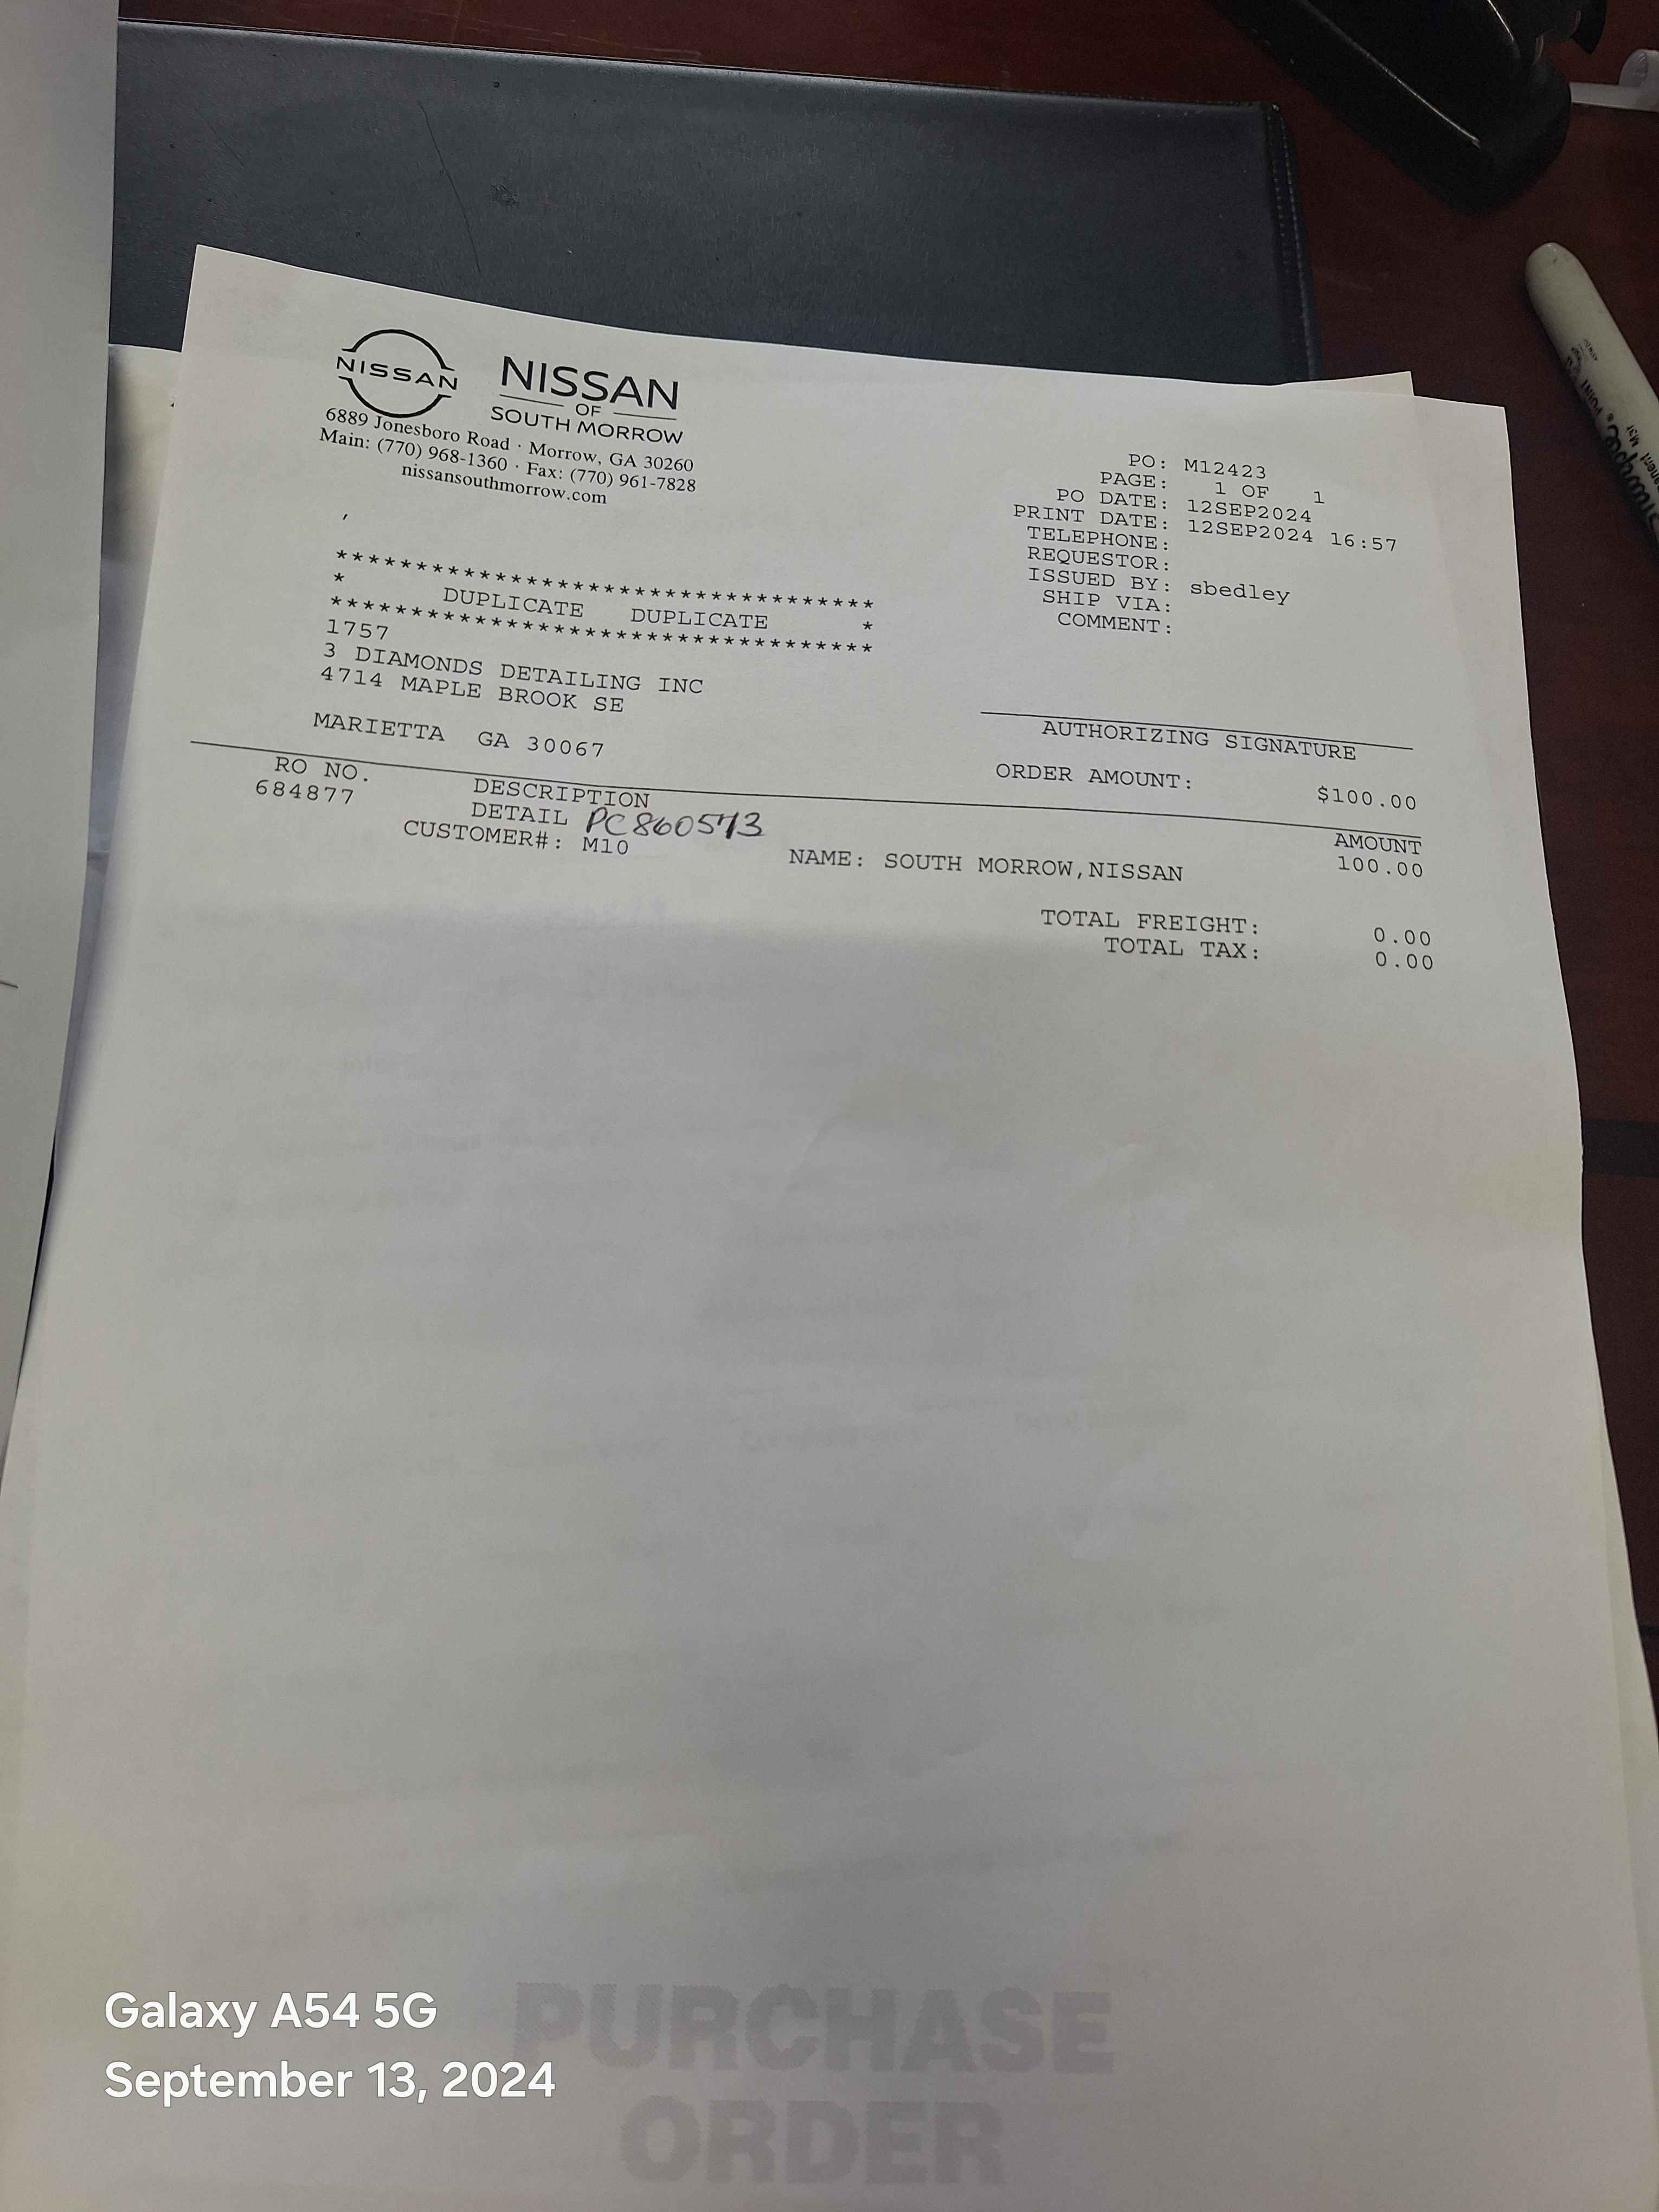 NISSAN
NISSAN
OF
SOUTH MORROW
6889 Jonesboro Road · Morrow, GA 30260
Main: (770) 968-1360 · Fax: (770) 961-7828
nissansouthmorrow.com
PO: M12423
PAGE: 1 OF 1
PO DATE: 12SEP2024
PRINT DATE: 12SEP2024 16:57
TELEPHONE:
REQUESTOR:
ISSUED BY: sbedley
SHIP VIA:
COMMENT:
,
**********************************
* DUPLICATE DUPLICATE *
**********************************
1757
3 DIAMONDS DETAILING INC
4714 MAPLE BROOK SE
MARIETTA GA 30067
AUTHORIZING SIGNATURE
ORDER AMOUNT: $100.00
RO NO. DESCRIPTION AMOUNT
684877 DETAIL PC860573 100.00
CUSTOMER#: M10 NAME: SOUTH MORROW,NISSAN
TOTAL FREIGHT: 0.00
TOTAL TAX: 0.00
PURCHASE
ORDER
Galaxy A54 5G
September 13, 2024